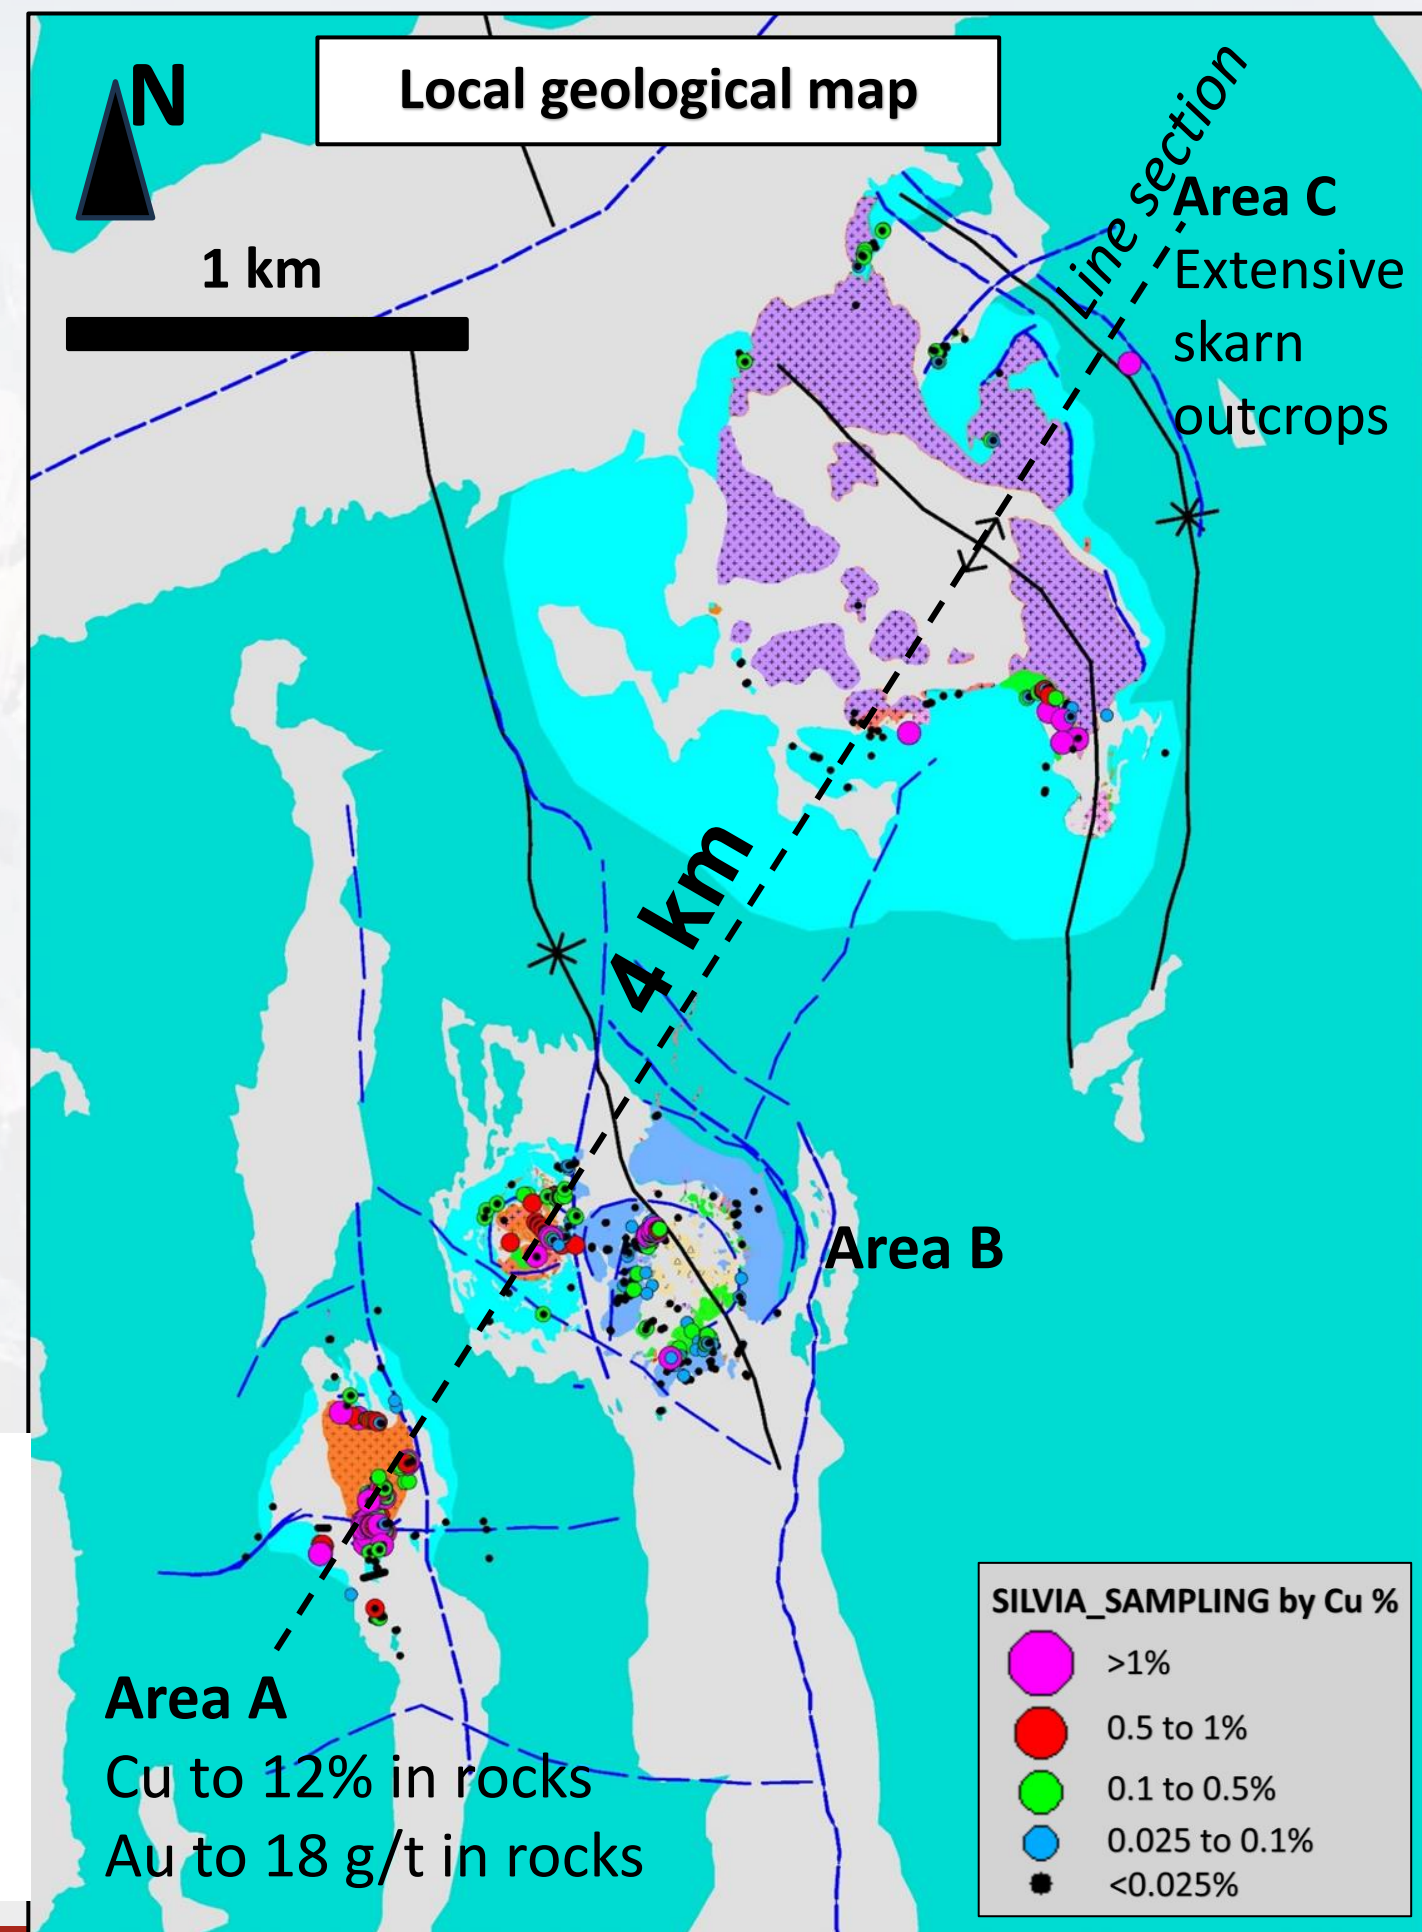 Local geological map
N
1 km
Line section
Area C
Extensive
skarn
outcrops
4 km
Area B
Area A
Cu to 12% in rocks
Au to 18 g/t in rocks
SILVIA_SAMPLING by Cu %
>1%
0.5 to 1%
0.1 to 0.5%
0.025 to 0.1%
<0.025%